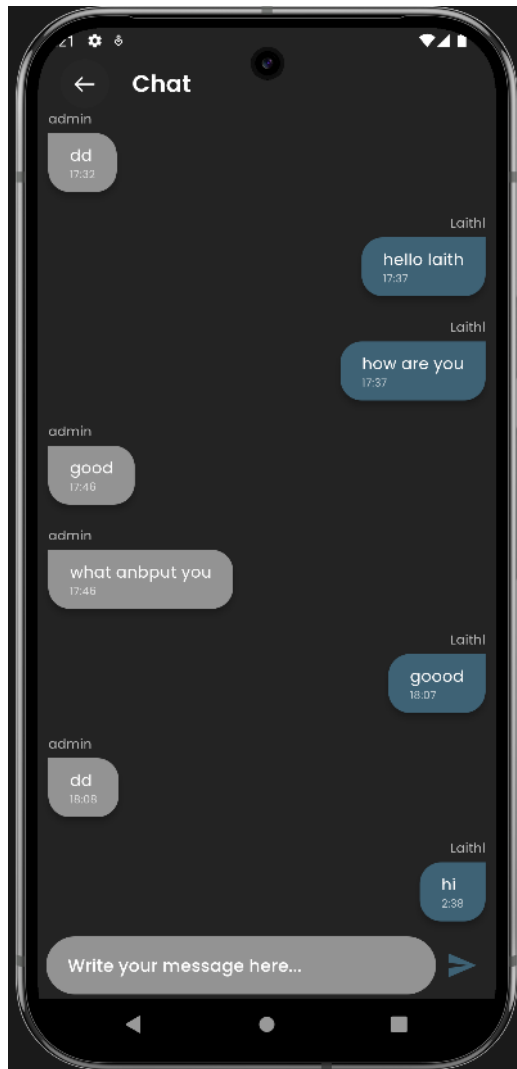 21
Chat
admin
dd
17:32
Laithl
hello laith
17:37
Laithl
how are you
17:37
admin
good
17:46
admin
what anbput you
17:46
Laithl
goood
18:07
admin
dd
18:08
Laithl
hi
2:38
Write your message here...